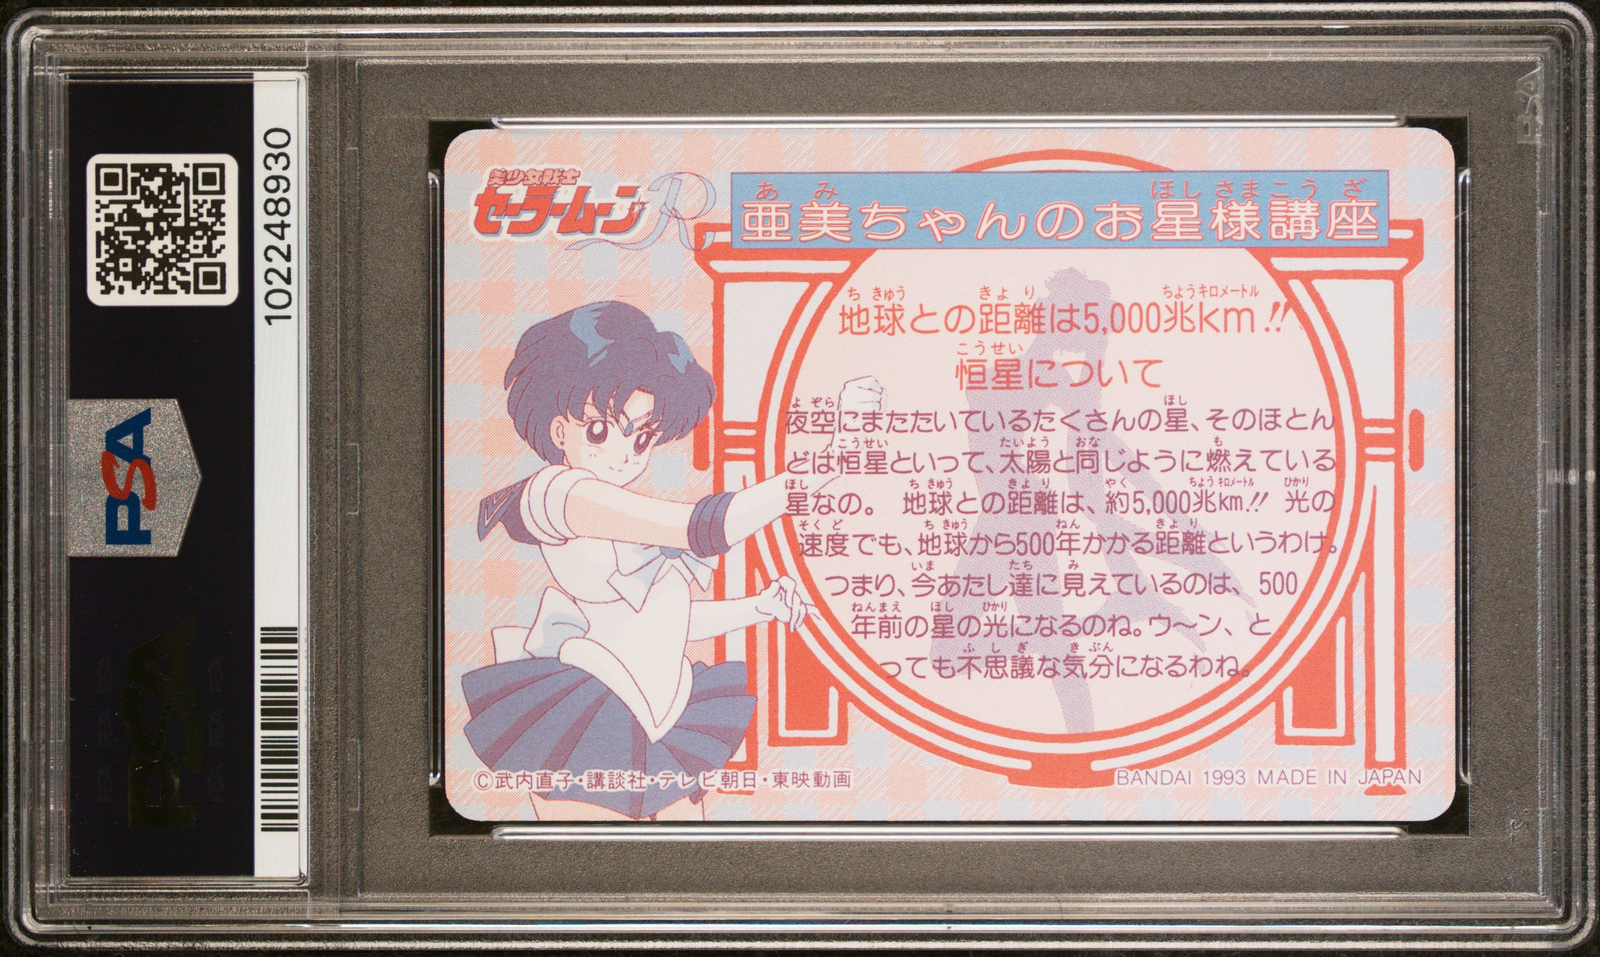 102248930
PSA
美少女戦士
セーラームーンR
あみ ほしさまこうざ
亜美ちゃんのお星様講座
ちきゅう きょり ちょうキロメートル
地球との距離は5,000兆km!!
こうせい
恒星について
よぞら ほし
夜空にまたたいているたくさんの星、そのほとん
こうせい たいよう おな も
どは恒星といって、太陽と同じように燃えている
ほし ちきゅう きょり やく ちょうキロメートル ひかり
星なの。 地球との距離は、約5,000兆km!! 光の
そくど ちきゅう ねん きょり
速度でも、地球から500年かかる距離というわけ。
いま たち み
つまり、今あたし達に見えているのは、500
ねんまえ ほし ひかり
年前の星の光になるのね。ウ〜ン、と
ふしぎ きぶん
っても不思議な気分になるわね。
©武内直子・講談社・テレビ朝日・東映動画
BANDAI 1993 MADE IN JAPAN
PSA
PSA